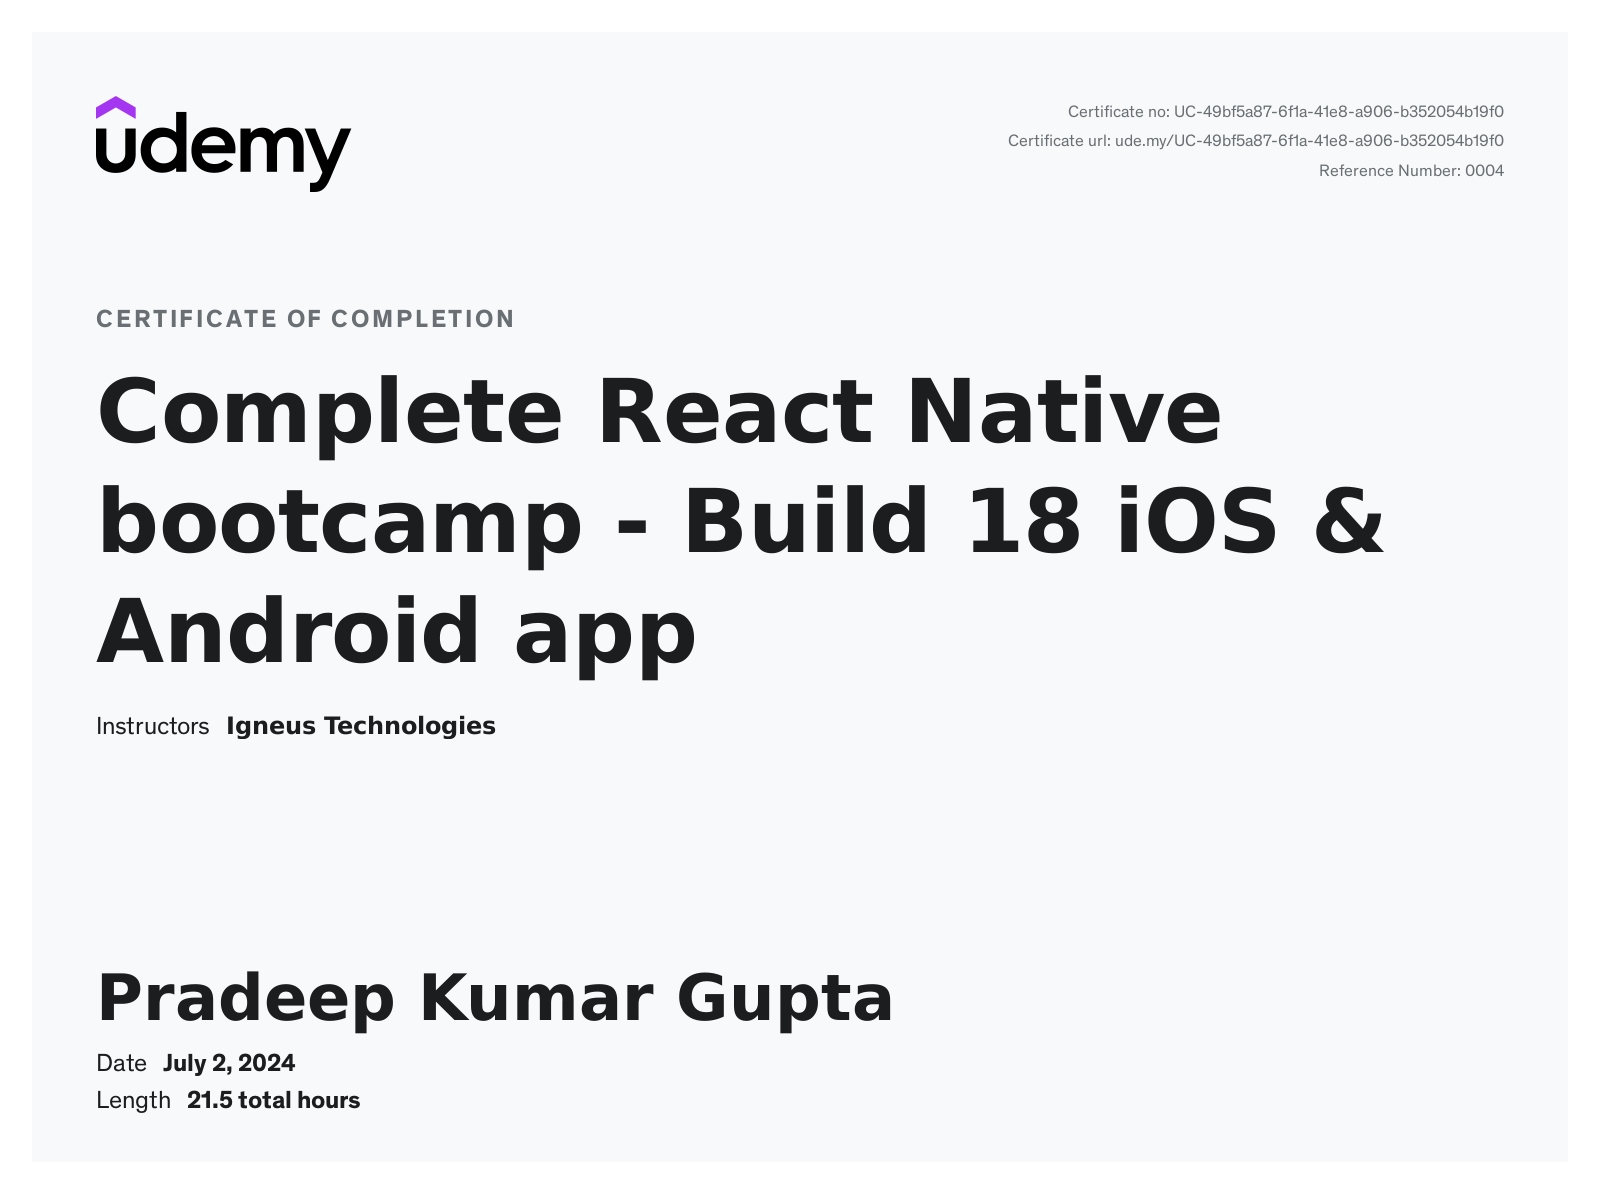 udemy
Certificate no: UC-49bf5a87-6f1a-41e8-a906-b352054b19f0
Certificate url: ude.my/UC-49bf5a87-6f1a-41e8-a906-b352054b19f0
Reference Number: 0004
CERTIFICATE OF COMPLETION
Complete React Native
bootcamp - Build 18 iOS &
Android app
Instructors Igneus Technologies
Pradeep Kumar Gupta
Date July 2, 2024
Length 21.5 total hours